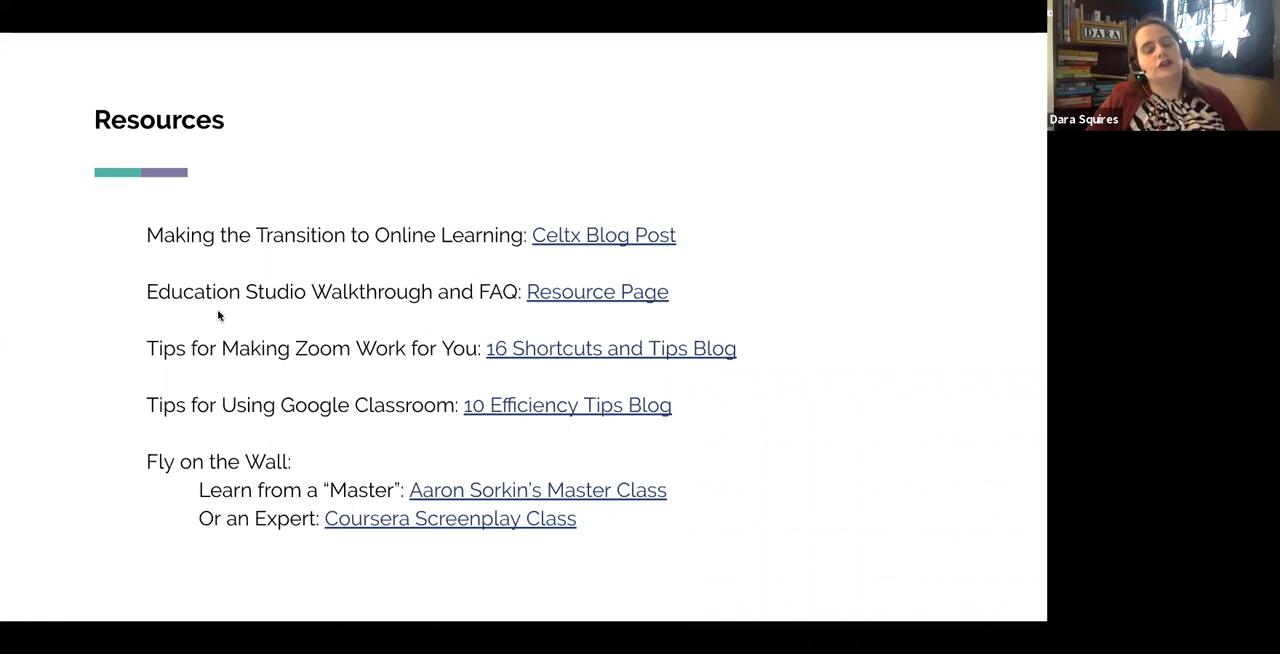 Resources
Making the Transition to Online Learning: Celtx Blog Post
Education Studio Walkthrough and FAQ: Resource Page
Tips for Making Zoom Work for You: 16 Shortcuts and Tips Blog
Tips for Using Google Classroom: 10 Efficiency Tips Blog
Fly on the Wall:
Learn from a “Master”: Aaron Sorkin’s Master Class
Or an Expert: Coursera Screenplay Class
DARA
Dara Squires